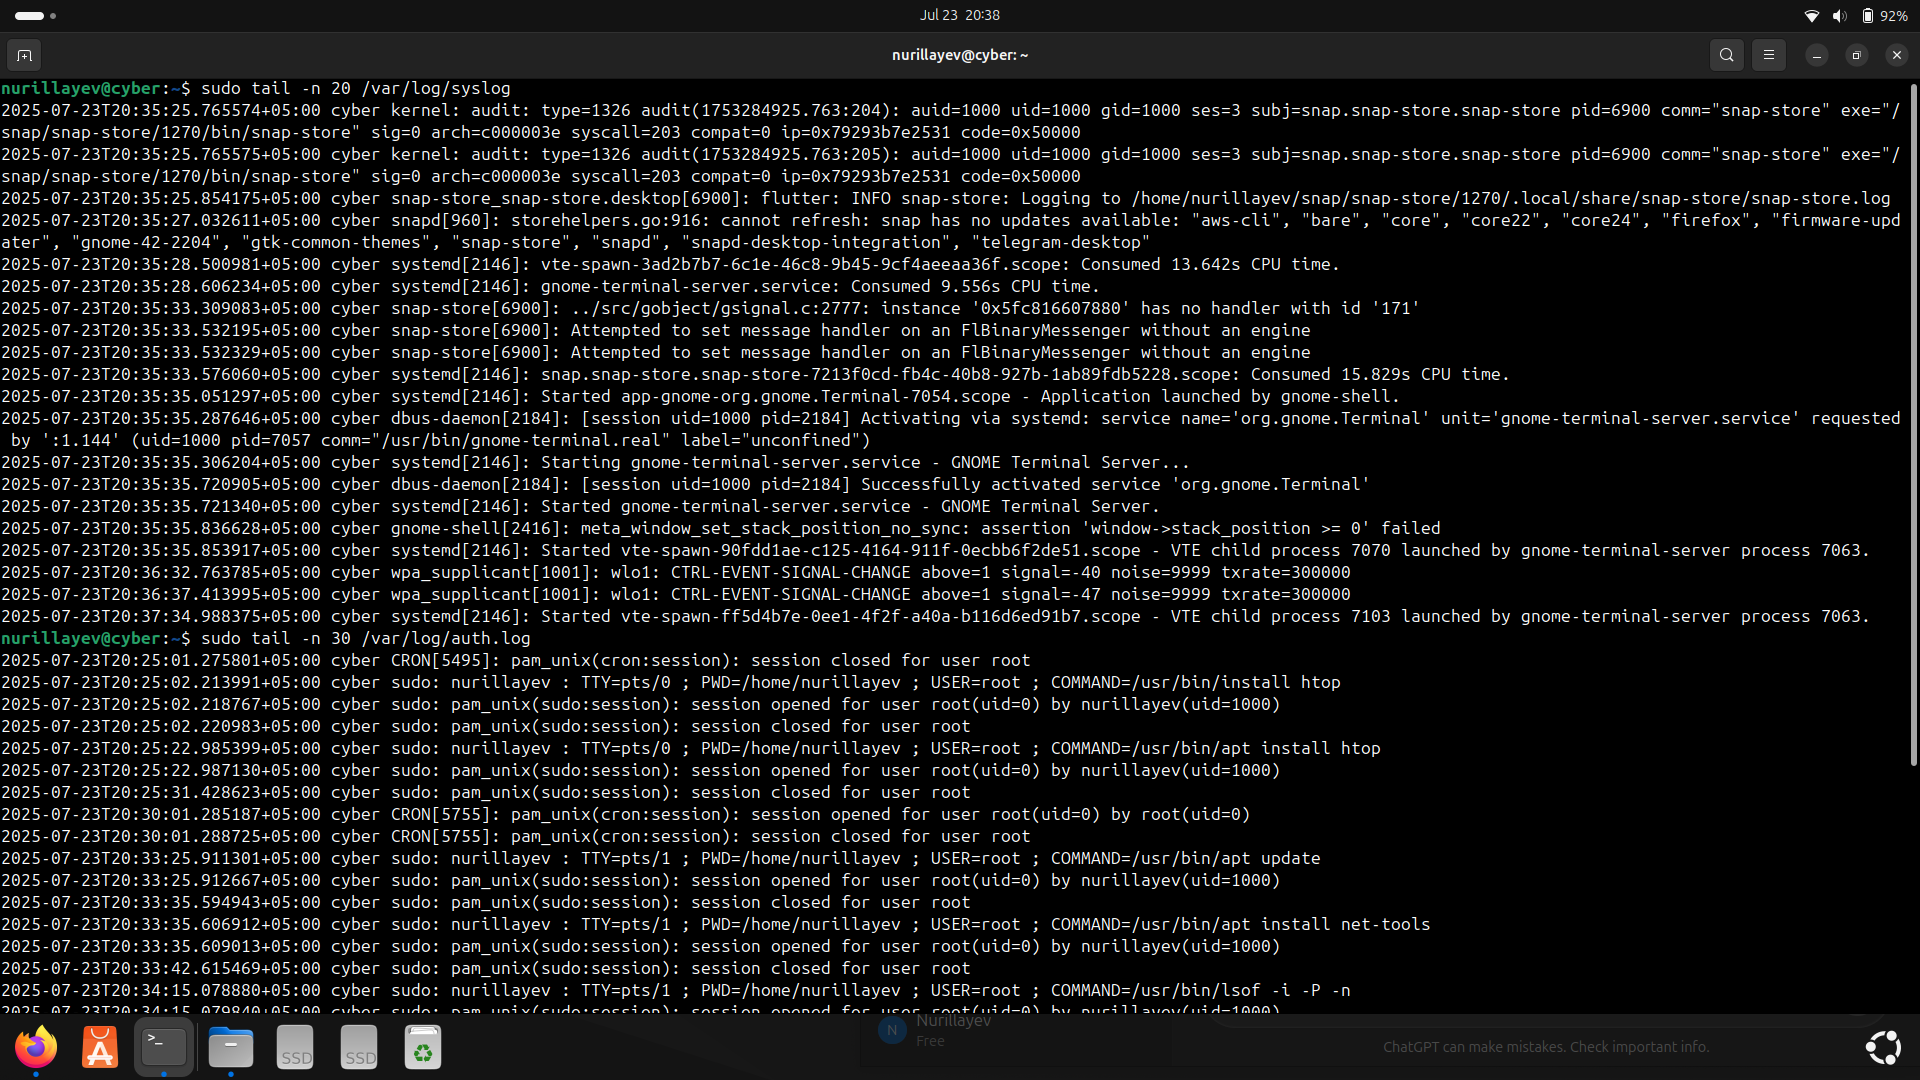 Jul 23 20:38
92%
nurillayev@cyber: ~
nurillayev@cyber:~$ sudo tail -n 20 /var/log/syslog
2025-07-23T20:35:25.765574+05:00 cyber kernel: audit: type=1326 audit(1753284925.763:204): auid=1000 uid=1000 gid=1000 ses=3 subj=snap.snap-store.snap-store pid=6900 comm="snap-store" exe="/
snap/snap-store/1270/bin/snap-store" sig=0 arch=c000003e syscall=203 compat=0 ip=0x79293b7e2531 code=0x50000
2025-07-23T20:35:25.765575+05:00 cyber kernel: audit: type=1326 audit(1753284925.763:205): auid=1000 uid=1000 gid=1000 ses=3 subj=snap.snap-store.snap-store pid=6900 comm="snap-store" exe="/
snap/snap-store/1270/bin/snap-store" sig=0 arch=c000003e syscall=203 compat=0 ip=0x79293b7e2531 code=0x50000
2025-07-23T20:35:25.854175+05:00 cyber snap-store_snap-store.desktop[6900]: flutter: INFO snap-store: Logging to /home/nurillayev/snap/snap-store/1270/.local/share/snap-store/snap-store.log
2025-07-23T20:35:27.032611+05:00 cyber snapd[960]: storehelpers.go:916: cannot refresh: snap has no updates available: "aws-cli", "bare", "core", "core22", "core24", "firefox", "firmware-upd
ater", "gnome-42-2204", "gtk-common-themes", "snap-store", "snapd", "snapd-desktop-integration", "telegram-desktop"
2025-07-23T20:35:28.500981+05:00 cyber systemd[2146]: vte-spawn-3ad2b7b7-6c1e-46c8-9b45-9cf4aeeaa36f.scope: Consumed 13.642s CPU time.
2025-07-23T20:35:28.606234+05:00 cyber systemd[2146]: gnome-terminal-server.service: Consumed 9.556s CPU time.
2025-07-23T20:35:33.309083+05:00 cyber snap-store[6900]: ../src/gobject/gsignal.c:2777: instance '0x5fc816607880' has no handler with id '171'
2025-07-23T20:35:33.532195+05:00 cyber snap-store[6900]: Attempted to set message handler on an FlBinaryMessenger without an engine
2025-07-23T20:35:33.532329+05:00 cyber snap-store[6900]: Attempted to set message handler on an FlBinaryMessenger without an engine
2025-07-23T20:35:33.576060+05:00 cyber systemd[2146]: snap.snap-store.snap-store-7213f0cd-fb4c-40b8-927b-1ab89fdb5228.scope: Consumed 15.829s CPU time.
2025-07-23T20:35:35.051297+05:00 cyber systemd[2146]: Started app-gnome-org.gnome.Terminal-7054.scope - Application launched by gnome-shell.
2025-07-23T20:35:35.287646+05:00 cyber dbus-daemon[2184]: [session uid=1000 pid=2184] Activating via systemd: service name='org.gnome.Terminal' unit='gnome-terminal-server.service' requested
by ':1.144' (uid=1000 pid=7057 comm="/usr/bin/gnome-terminal.real" label="unconfined")
2025-07-23T20:35:35.306204+05:00 cyber systemd[2146]: Starting gnome-terminal-server.service - GNOME Terminal Server...
2025-07-23T20:35:35.720905+05:00 cyber dbus-daemon[2184]: [session uid=1000 pid=2184] Successfully activated service 'org.gnome.Terminal'
2025-07-23T20:35:35.721340+05:00 cyber systemd[2146]: Started gnome-terminal-server.service - GNOME Terminal Server.
2025-07-23T20:35:35.836628+05:00 cyber gnome-shell[2416]: meta_window_set_stack_position_no_sync: assertion 'window->stack_position >= 0' failed
2025-07-23T20:35:35.853917+05:00 cyber systemd[2146]: Started vte-spawn-90fdd1ae-c125-4164-911f-0ecbb6f2de51.scope - VTE child process 7070 launched by gnome-terminal-server process 7063.
2025-07-23T20:36:32.763785+05:00 cyber wpa_supplicant[1001]: wlo1: CTRL-EVENT-SIGNAL-CHANGE above=1 signal=-40 noise=9999 txrate=300000
2025-07-23T20:36:37.413995+05:00 cyber wpa_supplicant[1001]: wlo1: CTRL-EVENT-SIGNAL-CHANGE above=1 signal=-47 noise=9999 txrate=300000
2025-07-23T20:37:34.988375+05:00 cyber systemd[2146]: Started vte-spawn-ff5d4b7e-0ee1-4f2f-a40a-b116d6ed91b7.scope - VTE child process 7103 launched by gnome-terminal-server process 7063.
nurillayev@cyber:~$ sudo tail -n 30 /var/log/auth.log
2025-07-23T20:25:01.275801+05:00 cyber CRON[5495]: pam_unix(cron:session): session closed for user root
2025-07-23T20:25:02.213991+05:00 cyber sudo: nurillayev : TTY=pts/0 ; PWD=/home/nurillayev ; USER=root ; COMMAND=/usr/bin/install htop
2025-07-23T20:25:02.218767+05:00 cyber sudo: pam_unix(sudo:session): session opened for user root(uid=0) by nurillayev(uid=1000)
2025-07-23T20:25:02.220983+05:00 cyber sudo: pam_unix(sudo:session): session closed for user root
2025-07-23T20:25:22.985399+05:00 cyber sudo: nurillayev : TTY=pts/0 ; PWD=/home/nurillayev ; USER=root ; COMMAND=/usr/bin/apt install htop
2025-07-23T20:25:22.987130+05:00 cyber sudo: pam_unix(sudo:session): session opened for user root(uid=0) by nurillayev(uid=1000)
2025-07-23T20:25:31.428623+05:00 cyber sudo: pam_unix(sudo:session): session closed for user root
2025-07-23T20:30:01.285187+05:00 cyber CRON[5755]: pam_unix(cron:session): session opened for user root(uid=0) by root(uid=0)
2025-07-23T20:30:01.288725+05:00 cyber CRON[5755]: pam_unix(cron:session): session closed for user root
2025-07-23T20:33:25.911301+05:00 cyber sudo: nurillayev : TTY=pts/1 ; PWD=/home/nurillayev ; USER=root ; COMMAND=/usr/bin/apt update
2025-07-23T20:33:25.912667+05:00 cyber sudo: pam_unix(sudo:session): session opened for user root(uid=0) by nurillayev(uid=1000)
2025-07-23T20:33:35.594943+05:00 cyber sudo: pam_unix(sudo:session): session closed for user root
2025-07-23T20:33:35.606912+05:00 cyber sudo: nurillayev : TTY=pts/1 ; PWD=/home/nurillayev ; USER=root ; COMMAND=/usr/bin/apt install net-tools
2025-07-23T20:33:35.609013+05:00 cyber sudo: pam_unix(sudo:session): session opened for user root(uid=0) by nurillayev(uid=1000)
2025-07-23T20:33:42.615469+05:00 cyber sudo: pam_unix(sudo:session): session closed for user root
2025-07-23T20:34:15.078880+05:00 cyber sudo: nurillayev : TTY=pts/1 ; PWD=/home/nurillayev ; USER=root ; COMMAND=/usr/bin/lsof -i -P -n
2025-07-23T20:34:15.079840+05:00 cyber sudo: pam_unix(sudo:session): session opened for user root(uid=0) by nurillayev(uid=1000)
N
Nurillayev
Free
ChatGPT can make mistakes. Check important info.
SSD
SSD